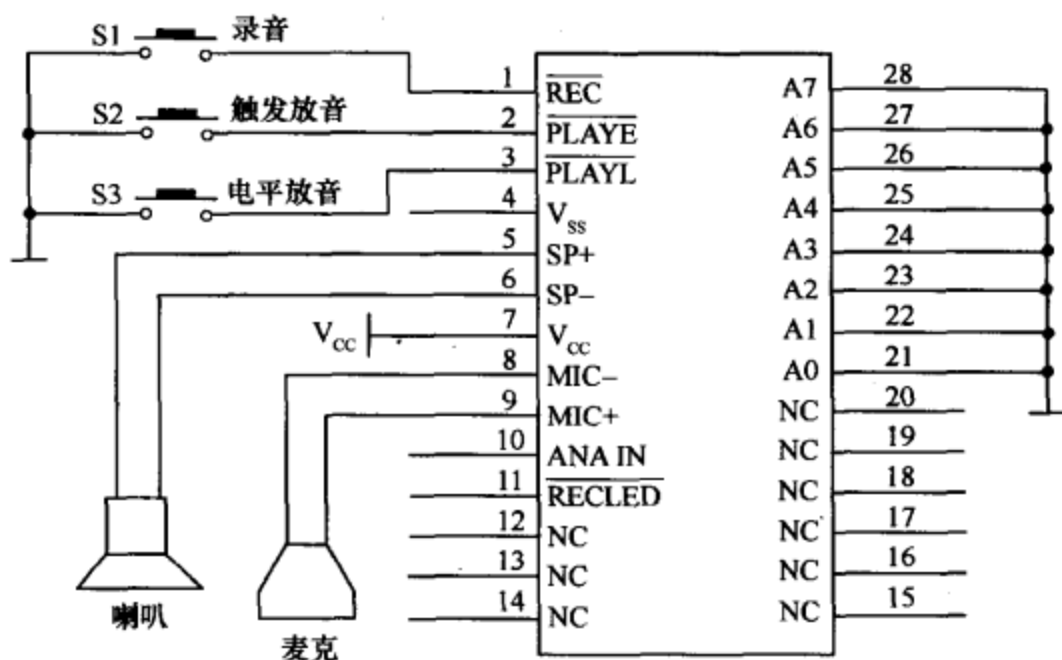 S1 录音
S2 触发放音
S3 电平放音
1 REC
2 PLAYE
3 PLAYL
4 VSS
5 SP+
6 SP−
VCC 7 VCC
8 MIC−
9 MIC+
10 ANA IN
11 RECLED
12 NC
13 NC
14 NC
A7 28
A6 27
A5 26
A4 25
A3 24
A2 23
A1 22
A0 21
NC 20
NC 19
NC 18
NC 17
NC 16
NC 15
喇叭
麦克